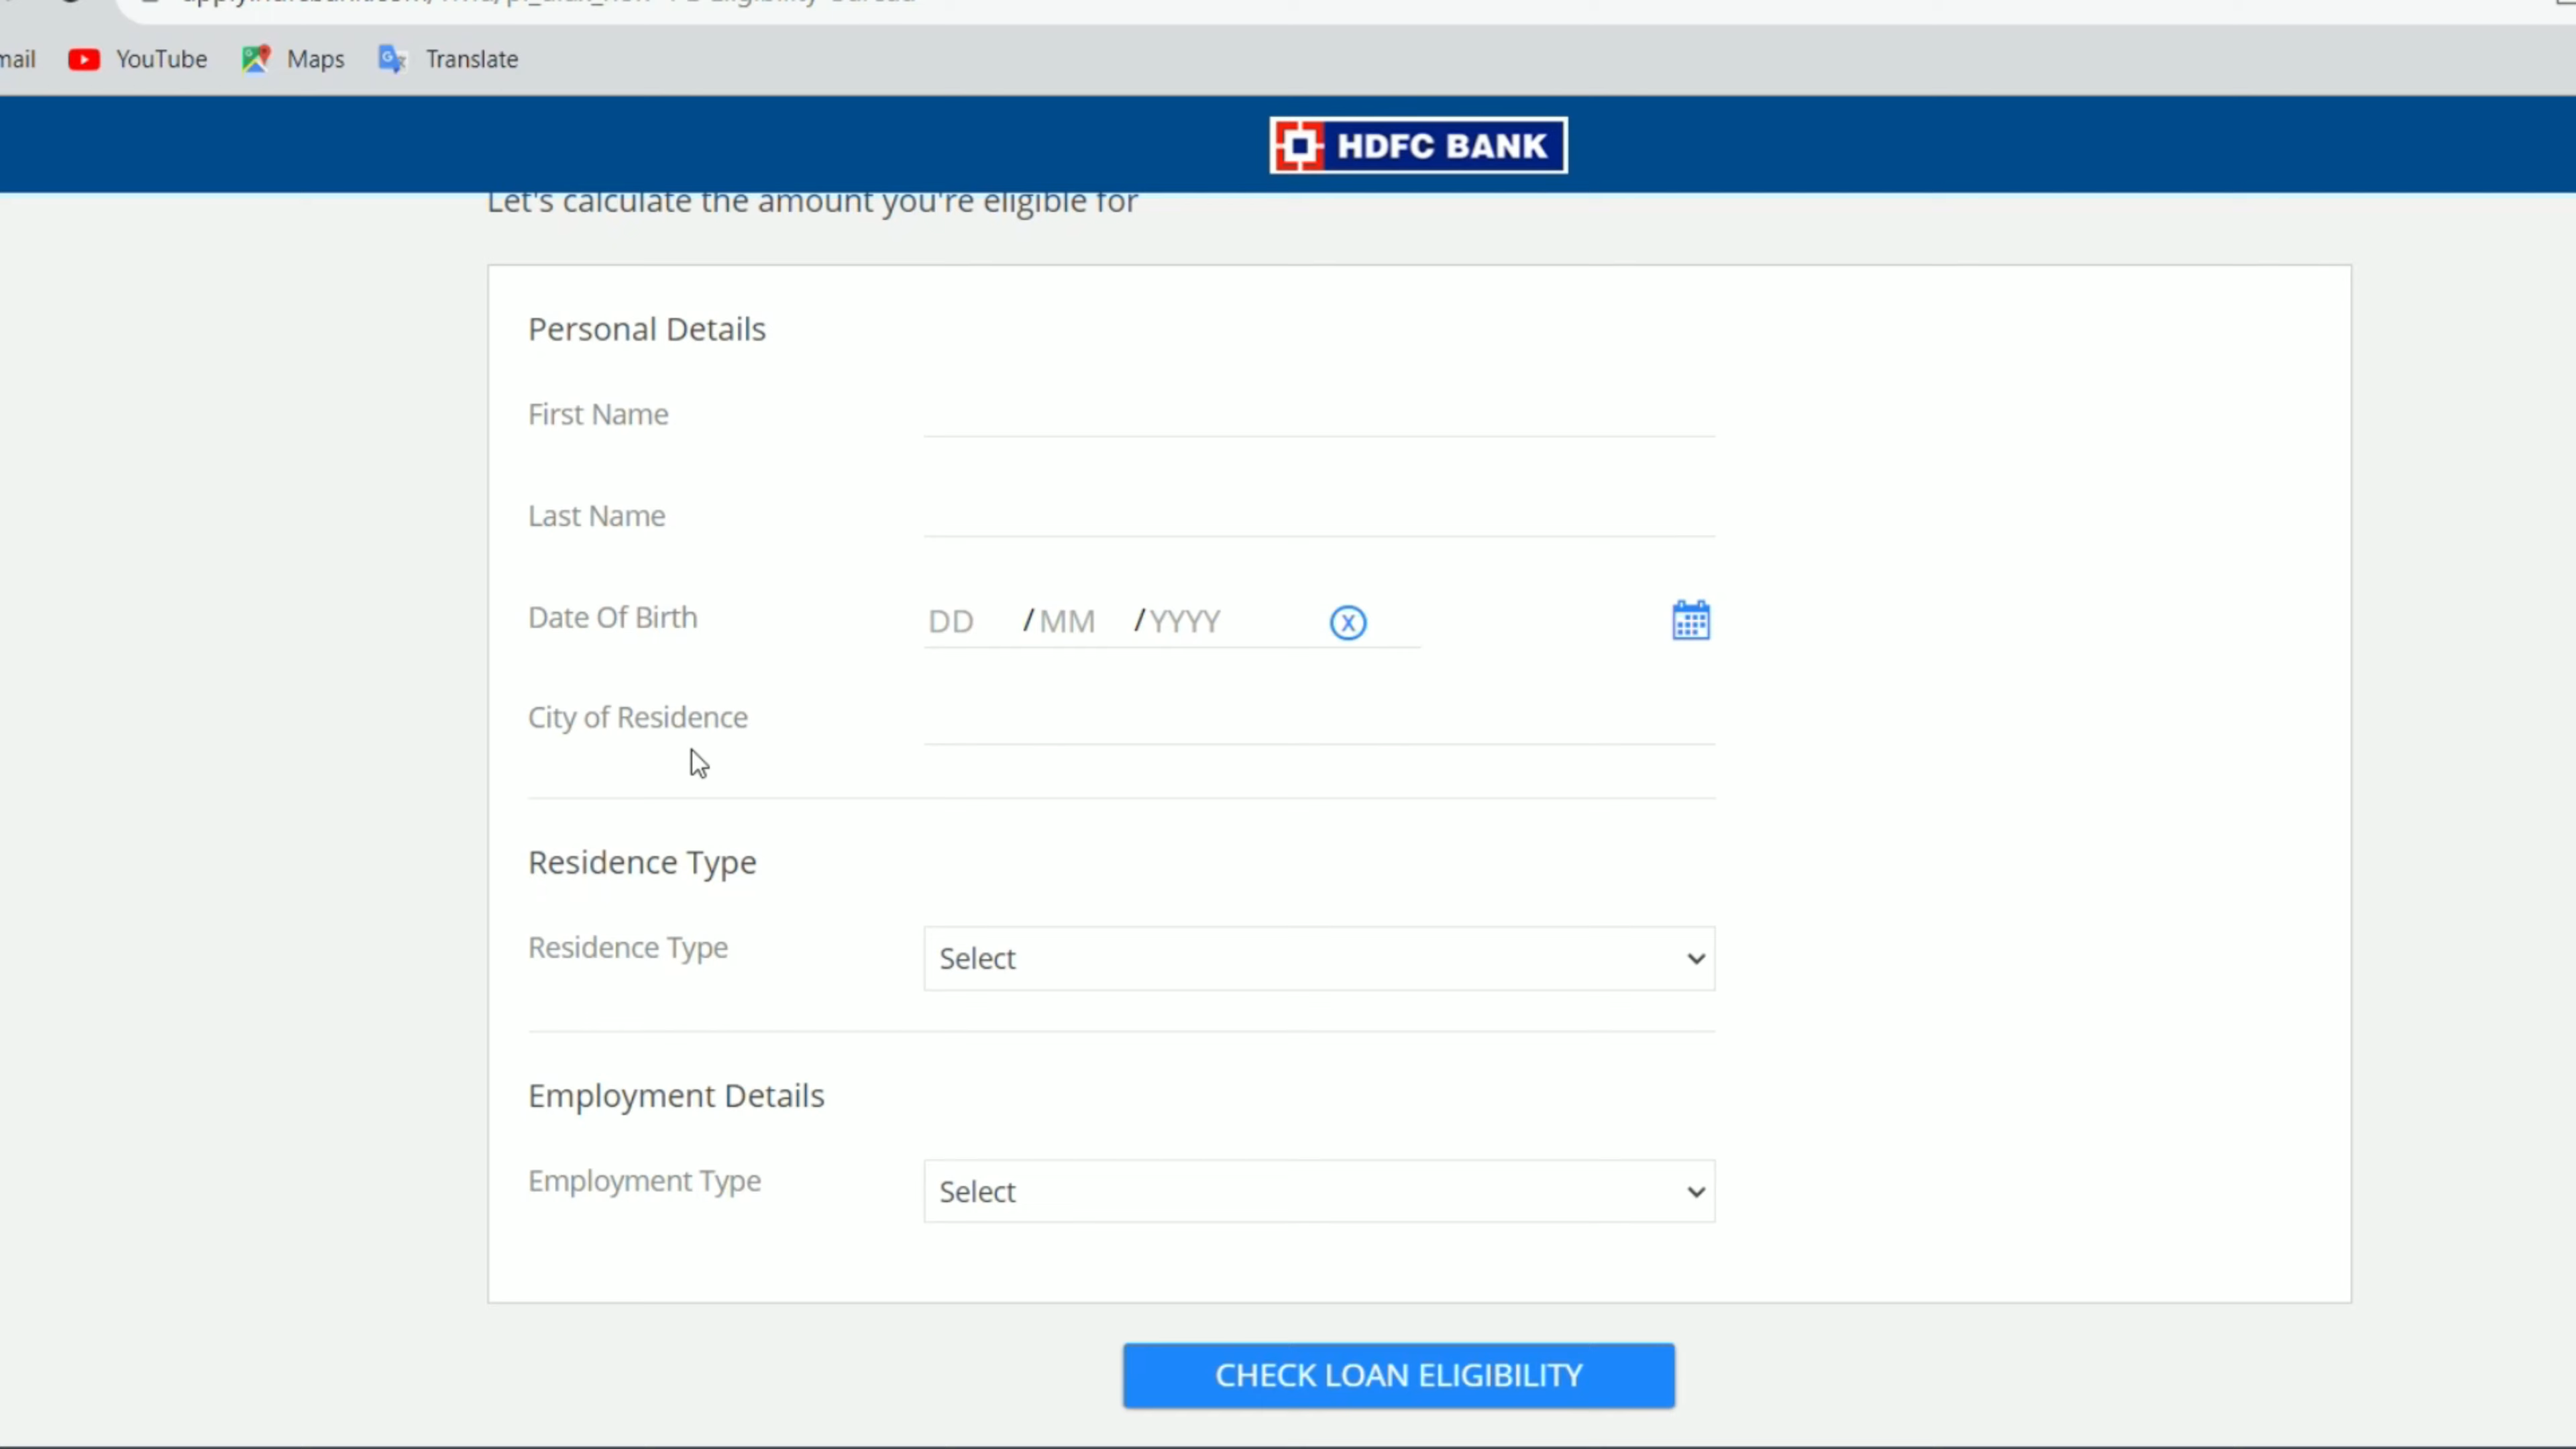 mail YouTube Maps Translate
HDFC BANK
Let's calculate the amount you're eligible for
Personal Details
First Name
Last Name
Date Of Birth DD / MM / YYYY X
City of Residence
Residence Type
Residence Type Select
Employment Details
Employment Type Select
CHECK LOAN ELIGIBILITY